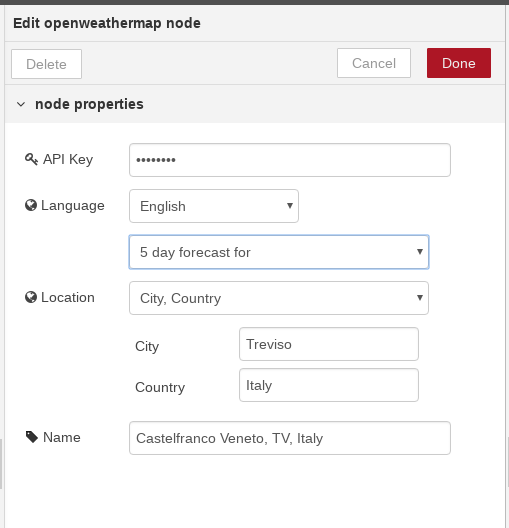 Edit openweathermap node
Delete Cancel Done
node properties
API Key ••••••••
Language English
5 day forecast for
Location City, Country
City Treviso
Country Italy
Name Castelfranco Veneto, TV, Italy